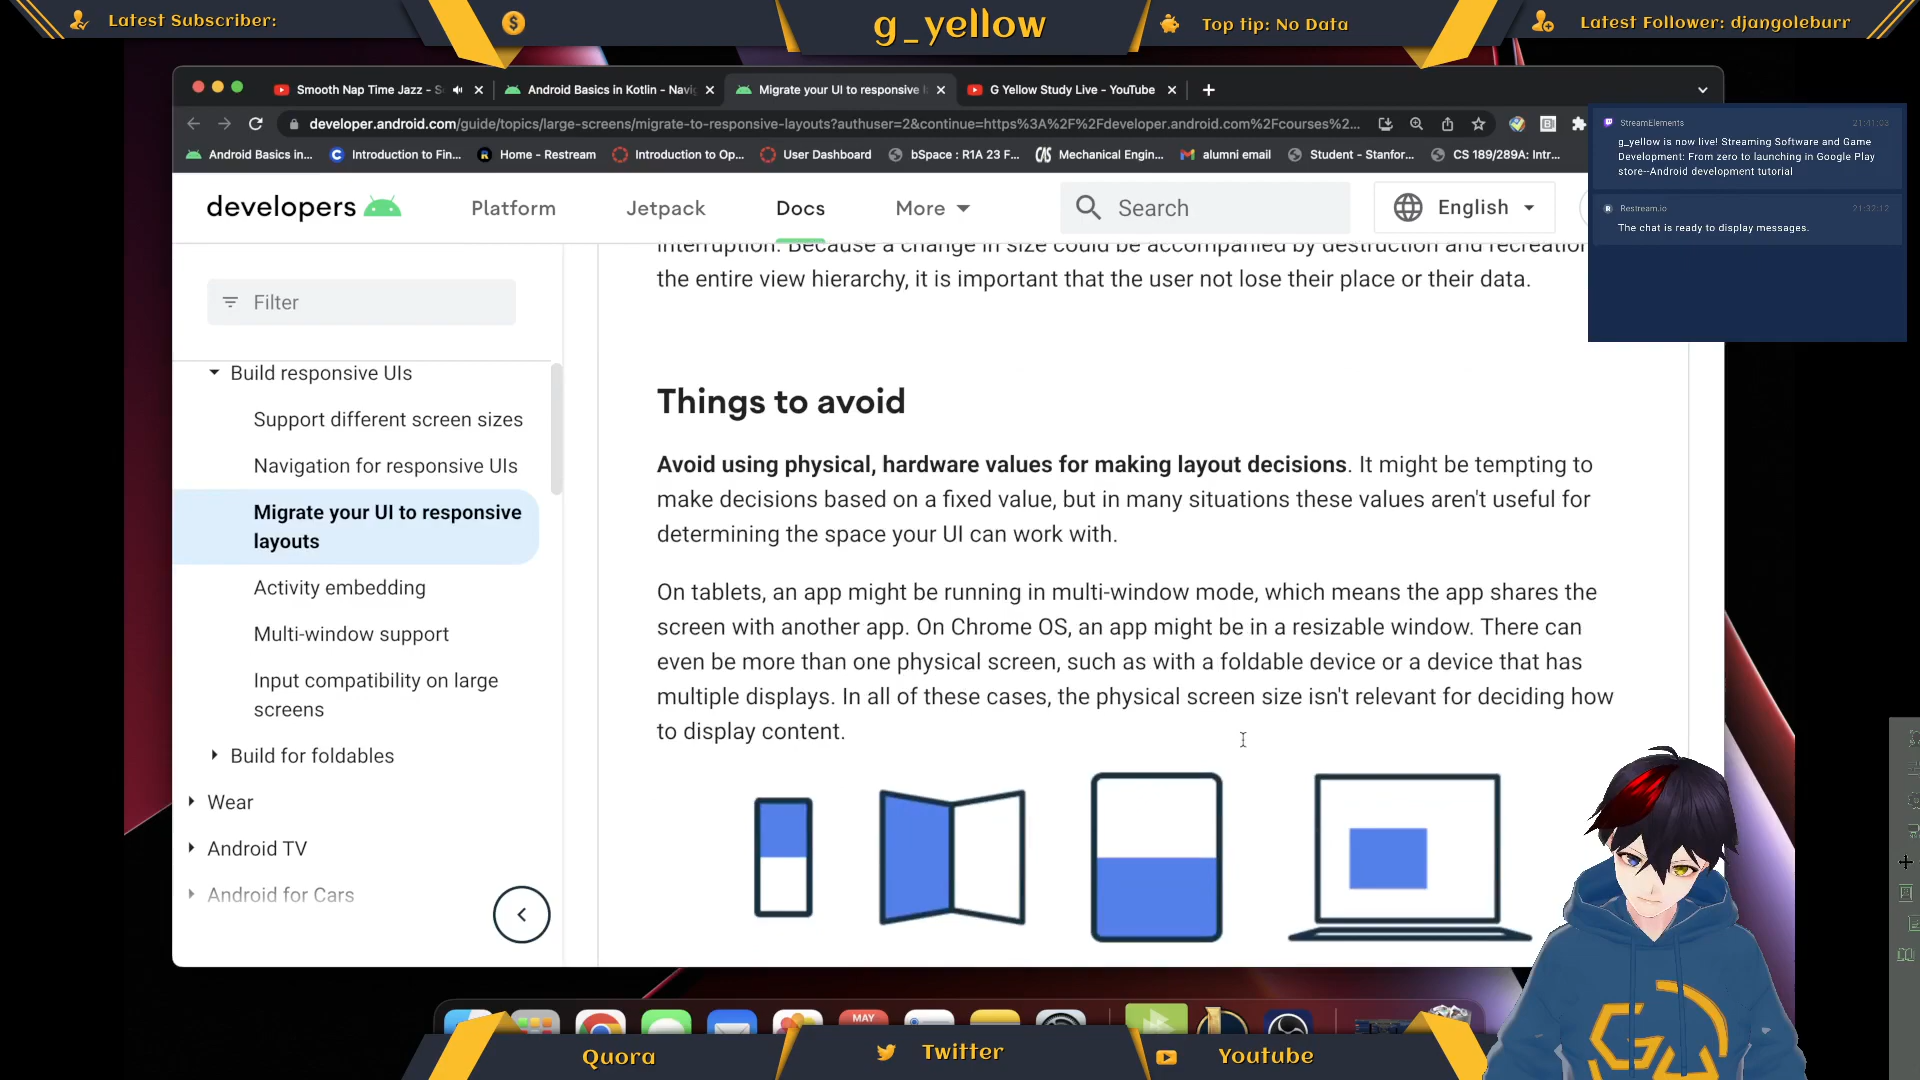 Latest Subscriber:
g_yellow
Top tip: No Data
Latest Follower: djangoleburr
Smooth Nap Time Jazz - S
Android Basics in Kotlin - Navi
Migrate your UI to responsive l
G Yellow Study Live - YouTube
developer.android.com/guide/topics/large-screens/migrate-to-responsive-layouts?authuser=2&continue=https%3A%2F%2Fdeveloper.android.com%2Fcourses%2...
Android Basics in...
Introduction to Fin...
Home - Restream
Introduction to Op...
User Dashboard
bSpace : R1A 23 F...
Mechanical Engin...
alumni email
Student - Stanfor...
CS 189/289A: Intr...
StreamElements
21:41:03
g_yellow is now live! Streaming Software and Game
Development: From zero to launching in Google Play
store--Android development tutorial
Restream.io
21:32:12
The chat is ready to display messages.
developers
Platform
Jetpack
Docs
More
Search
English
Filter
Build responsive UIs
Support different screen sizes
Navigation for responsive UIs
Migrate your UI to responsive
layouts
Activity embedding
Multi-window support
Input compatibility on large
screens
Build for foldables
Wear
Android TV
Android for Cars
interruption. Because a change in size could be accompanied by destruction and recreation
the entire view hierarchy, it is important that the user not lose their place or their data.
Things to avoid
Avoid using physical, hardware values for making layout decisions. It might be tempting to
make decisions based on a fixed value, but in many situations these values aren't useful for
determining the space your UI can work with.
On tablets, an app might be running in multi-window mode, which means the app shares the
screen with another app. On Chrome OS, an app might be in a resizable window. There can
even be more than one physical screen, such as with a foldable device or a device that has
multiple displays. In all of these cases, the physical screen size isn't relevant for deciding how
to display content.
MAY
Quora
Twitter
Youtube